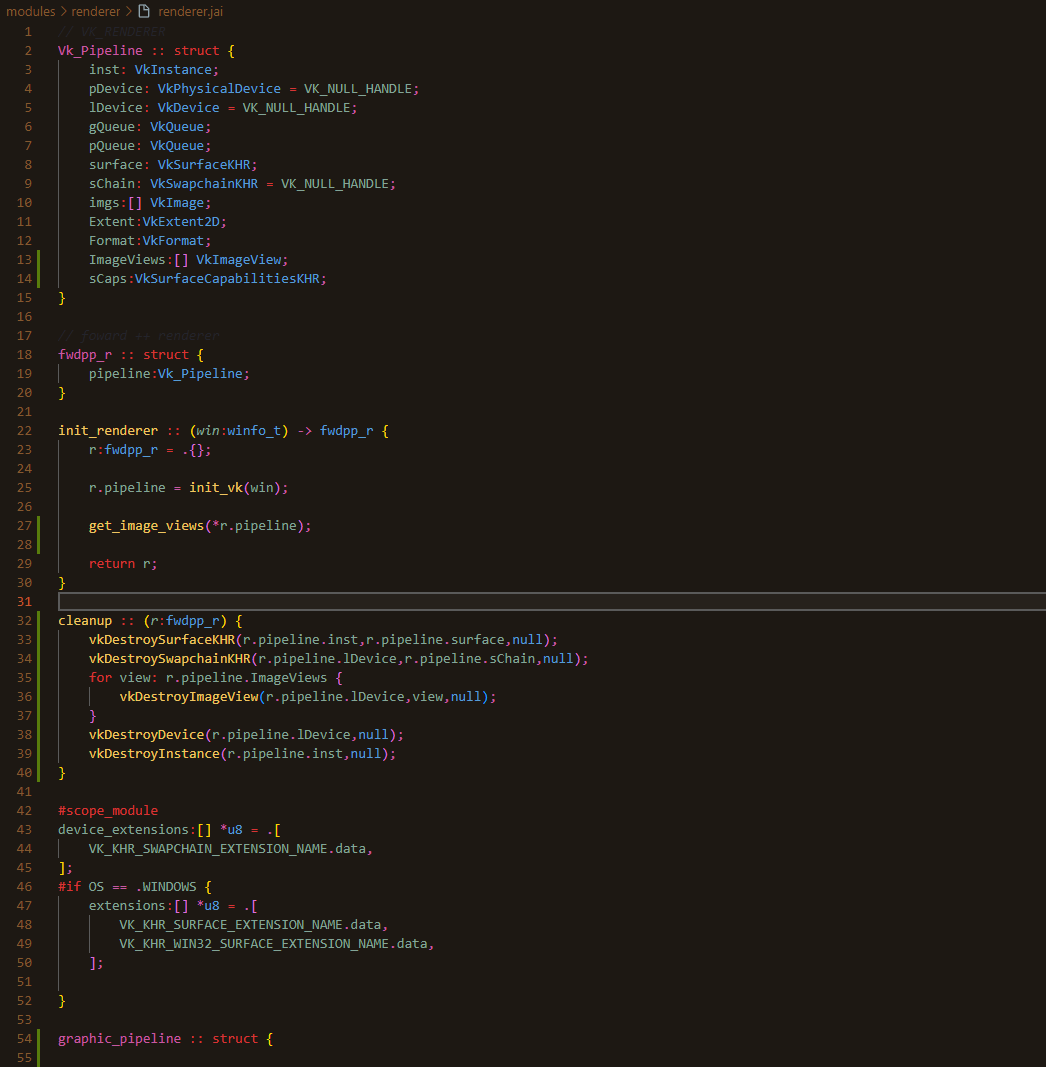 modules > renderer > renderer.jai
1 // VK_RENDERER
2 Vk_Pipeline :: struct {
3 inst: VkInstance;
4 pDevice: VkPhysicalDevice = VK_NULL_HANDLE;
5 lDevice: VkDevice = VK_NULL_HANDLE;
6 gQueue: VkQueue;
7 pQueue: VkQueue;
8 surface: VkSurfaceKHR;
9 sChain: VkSwapchainKHR = VK_NULL_HANDLE;
10 imgs:[] VkImage;
11 Extent:VkExtent2D;
12 Format:VkFormat;
13 ImageViews:[] VkImageView;
14 sCaps:VkSurfaceCapabilitiesKHR;
15 }
16
17 // foward ++ renderer
18 fwdpp_r :: struct {
19 pipeline:Vk_Pipeline;
20 }
21
22 init_renderer :: (win:winfo_t) -> fwdpp_r {
23 r:fwdpp_r = .{};
24
25 r.pipeline = init_vk(win);
26
27 get_image_views(*r.pipeline);
28
29 return r;
30 }
31
32 cleanup :: (r:fwdpp_r) {
33 vkDestroySurfaceKHR(r.pipeline.inst,r.pipeline.surface,null);
34 vkDestroySwapchainKHR(r.pipeline.lDevice,r.pipeline.sChain,null);
35 for view: r.pipeline.ImageViews {
36 vkDestroyImageView(r.pipeline.lDevice,view,null);
37 }
38 vkDestroyDevice(r.pipeline.lDevice,null);
39 vkDestroyInstance(r.pipeline.inst,null);
40 }
41
42 #scope_module
43 device_extensions:[] *u8 = .[
44 VK_KHR_SWAPCHAIN_EXTENSION_NAME.data,
45 ];
46 #if OS == .WINDOWS {
47 extensions:[] *u8 = .[
48 VK_KHR_SURFACE_EXTENSION_NAME.data,
49 VK_KHR_WIN32_SURFACE_EXTENSION_NAME.data,
50 ];
51
52 }
53
54 graphic_pipeline :: struct {
55